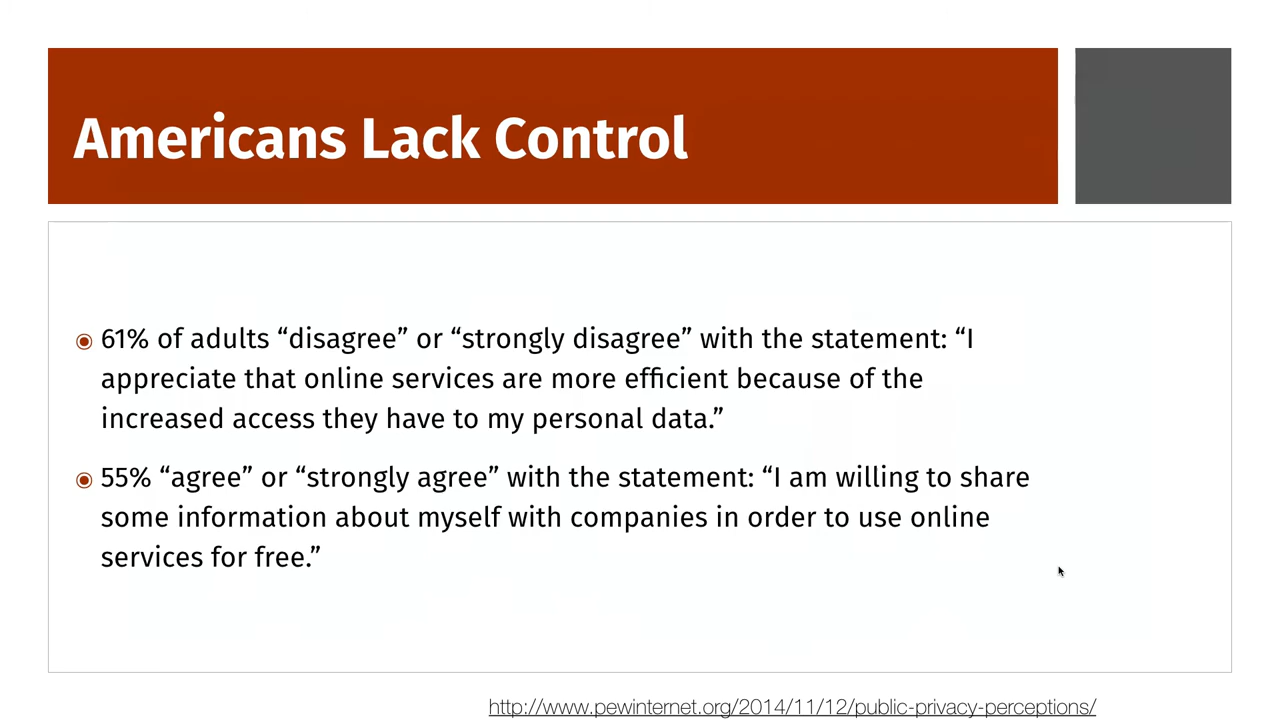 Americans Lack Control
61% of adults “disagree” or “strongly disagree” with the statement: “I
appreciate that online services are more efficient because of the
increased access they have to my personal data.”
55% “agree” or “strongly agree” with the statement: “I am willing to share
some information about myself with companies in order to use online
services for free.”
http://www.pewinternet.org/2014/11/12/public-privacy-perceptions/